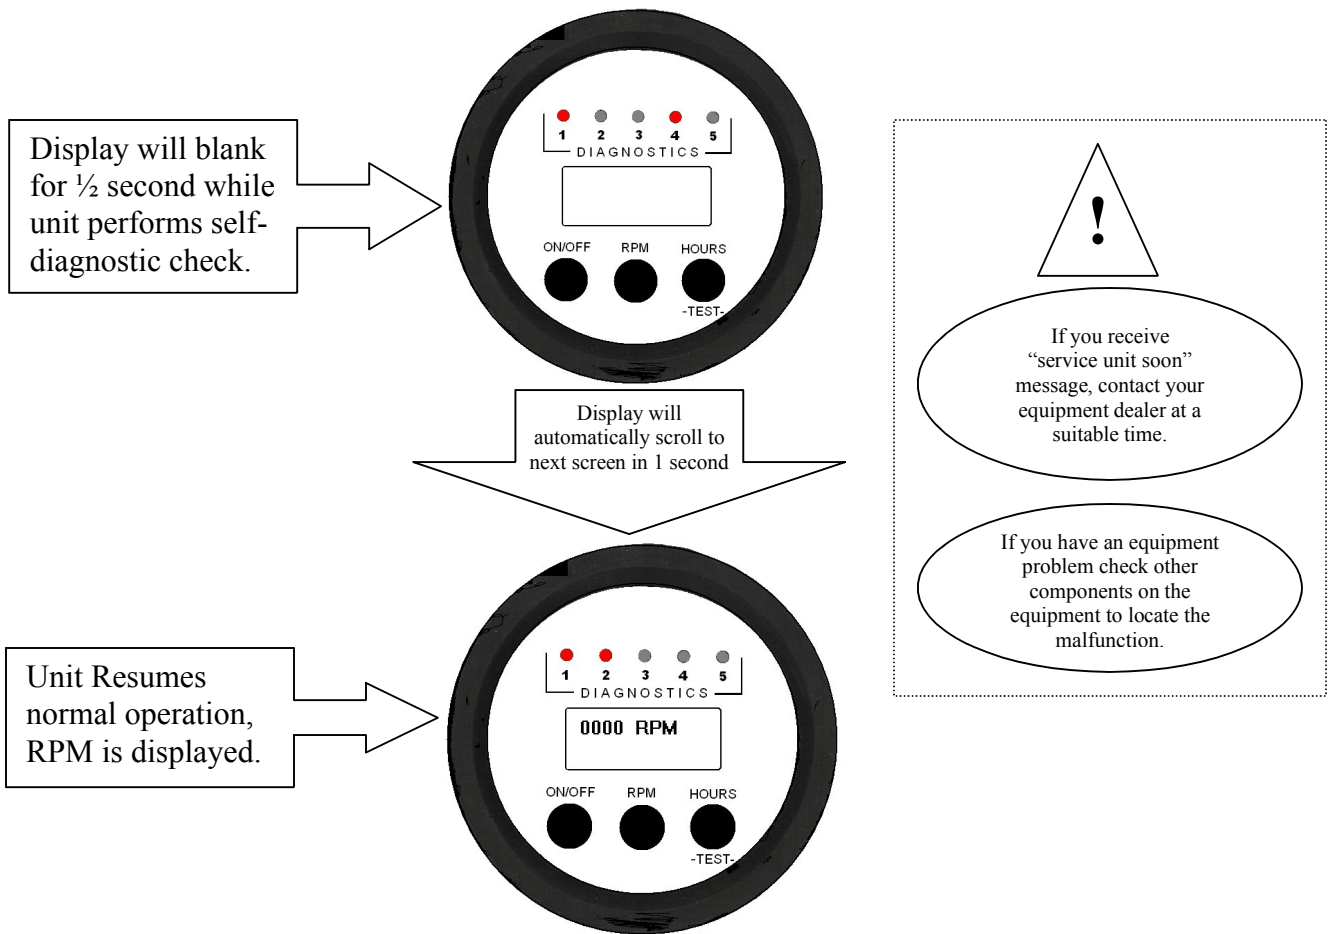 Display will blank
for ½ second while
unit performs self-
diagnostic check.
1 2 3 4 5
DIAGNOSTICS
ON/OFF RPM HOURS
-TEST-
Display will
automatically scroll to
next screen in 1 second
Unit Resumes
normal operation,
RPM is displayed.
1 2 3 4 5
DIAGNOSTICS
0000 RPM
ON/OFF RPM HOURS
-TEST-
!
If you receive
“service unit soon”
message, contact your
equipment dealer at a
suitable time.
If you have an equipment
problem check other
components on the
equipment to locate the
malfunction.